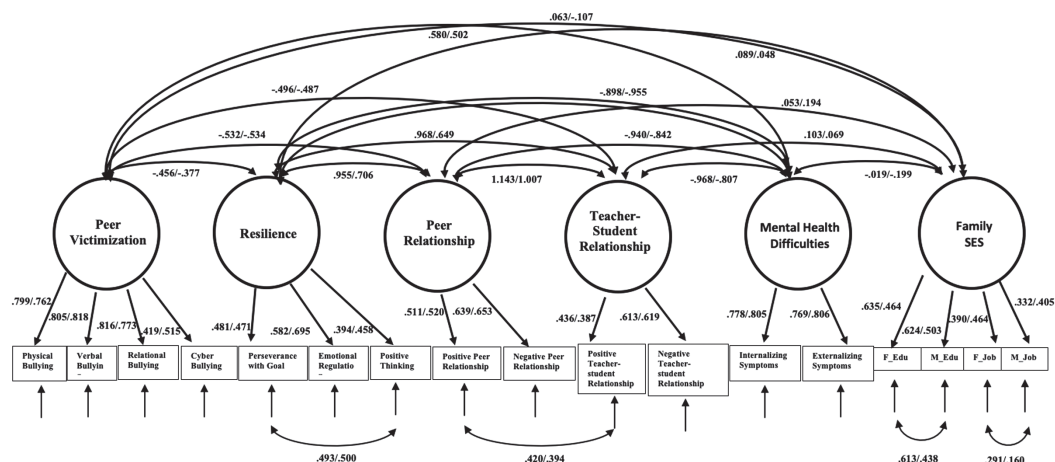 .063/-.107
.580/.502
.089/.048
-.496/-.487
-.898/-.955
.053/.194
-.532/-.534
.968/.649
-.940/-.842
.103/.069
-.456/-.377
.955/.706
1.143/1.007
-.968/-.807
-.019/-.199
Peer
Victimization
Resilience
Peer
Relationship
Teacher-
Student
Relationship
Mental Health
Difficulties
Family
SES
.799/.762
.805/.818
.816/.773
.419/.515
.481/.471
.582/.695
.394/.458
.511/.520
.639/.653
.436/.387
.613/.619
.778/.805
.769/.806
.635/.464
.624/.503
.390/.464
.332/.405
Physical
Bullying
Verbal
Bullyin
Relational
Bullying
Cyber
Bullying
Perseverance
with Goal
Emotional
Regulatio
Positive
Thinking
Positive Peer
Relationship
Negative Peer
Relationship
Positive
Teacher-
student
Relationship
Negative
Teacher-
student
Relationship
Internalizing
Symptoms
Externalizing
Symptoms
F_Edu
M_Edu
F_Job
M_Job
.493/.500
.420/.394
.613/.438
.291/.160